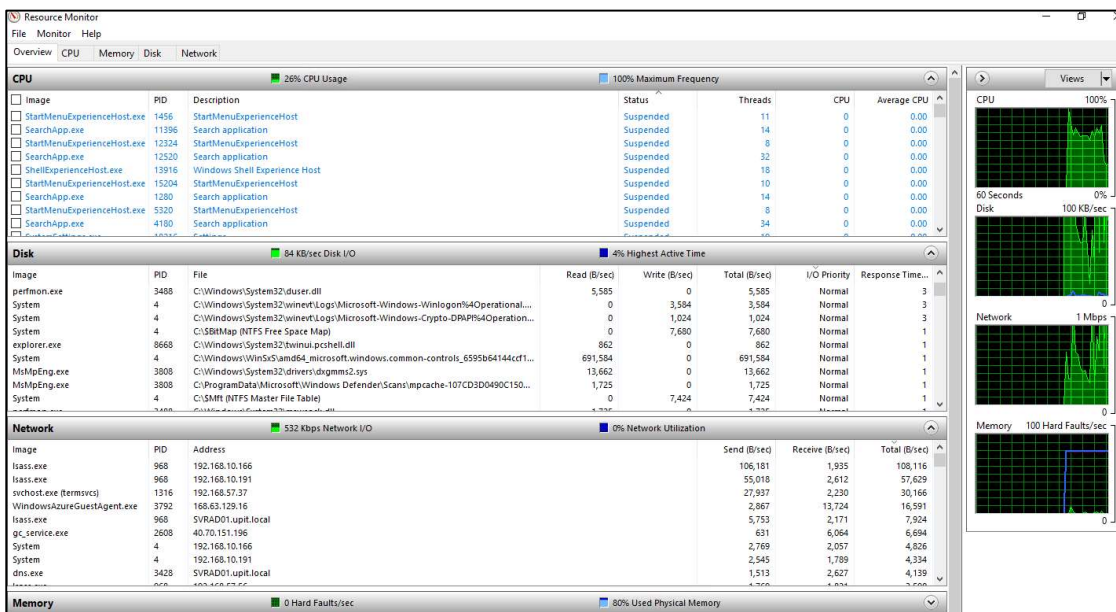 Resource Monitor
File Monitor Help
Overview CPU Memory Disk Network
CPU 26% CPU Usage 100% Maximum Frequency
Image PID Description Status Threads CPU Average CPU
StartMenuExperienceHost.exe 1456 StartMenuExperienceHost Suspended 11 0 0.00
SearchApp.exe 11396 Search application Suspended 14 0 0.00
StartMenuExperienceHost.exe 12324 StartMenuExperienceHost Suspended 8 0 0.00
SearchApp.exe 12520 Search application Suspended 32 0 0.00
ShellExperienceHost.exe 13916 Windows Shell Experience Host Suspended 18 0 0.00
StartMenuExperienceHost.exe 15204 StartMenuExperienceHost Suspended 10 0 0.00
SearchApp.exe 1280 Search application Suspended 14 0 0.00
StartMenuExperienceHost.exe 5320 StartMenuExperienceHost Suspended 8 0 0.00
SearchApp.exe 4180 Search application Suspended 34 0 0.00
Disk 84 KB/sec Disk I/O 4% Highest Active Time
Image PID File Read (B/sec) Write (B/sec) Total (B/sec) I/O Priority Response Time...
perfmon.exe 3488 C:\Windows\System32\duser.dll 5,585 0 5,585 Normal 3
System 4 C:\Windows\System32\winevt\Logs\Microsoft-Windows-Winlogon%4Operational.... 0 3,584 3,584 Normal 3
System 4 C:\Windows\System32\winevt\Logs\Microsoft-Windows-Crypto-DPAPI%4Operation... 0 1,024 1,024 Normal 3
System 4 C:\$BitMap (NTFS Free Space Map) 0 7,680 7,680 Normal 1
explorer.exe 8668 C:\Windows\System32\twinui.pcshell.dll 862 0 862 Normal 1
System 4 C:\Windows\WinSxS\amd64_microsoft.windows.common-controls_6595b64144ccf1... 691,584 0 691,584 Normal 1
MsMpEng.exe 3808 C:\Windows\System32\drivers\dxgmms2.sys 13,662 0 13,662 Normal 1
MsMpEng.exe 3808 C:\ProgramData\Microsoft\Windows Defender\Scans\mpcache-107CD3D0490C150... 1,725 0 1,725 Normal 1
System 4 C:\$Mft (NTFS Master File Table) 0 7,424 7,424 Normal 1
Network 532 Kbps Network I/O 0% Network Utilization
Image PID Address Send (B/sec) Receive (B/sec) Total (B/sec)
lsass.exe 968 192.168.10.166 106,181 1,935 108,116
lsass.exe 968 192.168.10.191 55,018 2,612 57,629
svchost.exe (termsvcs) 1316 192.168.57.37 27,937 2,230 30,166
WindowsAzureGuestAgent.exe 3792 168.63.129.16 2,867 13,724 16,591
lsass.exe 968 SVRAD01.upit.local 5,753 2,171 7,924
gc_service.exe 2608 40.70.151.196 631 6,064 6,694
System 4 192.168.10.166 2,769 2,057 4,826
System 4 192.168.10.191 2,545 1,789 4,334
dns.exe 3428 SVRAD01.upit.local 1,513 2,627 4,139
Memory 0 Hard Faults/sec 80% Used Physical Memory
Views
CPU 100%
60 Seconds 0%
Disk 100 KB/sec
0
Network 1 Mbps
0
Memory 100 Hard Faults/sec
0